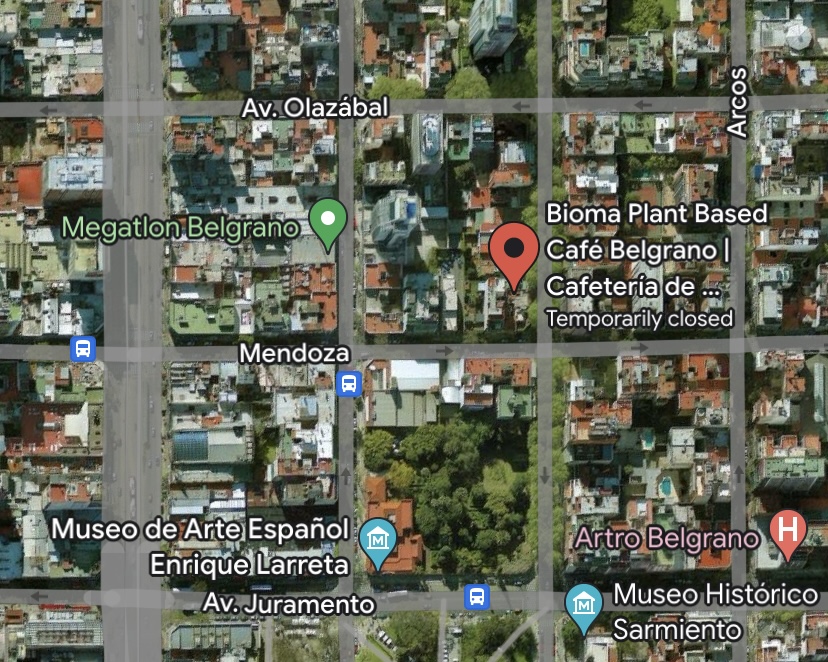 Av. Olazábal
Arcos
Megatlon Belgrano
Bioma Plant Based
Café Belgrano |
Cafetería de ...
Temporarily closed
Mendoza
Museo de Arte Español
Enrique Larreta
M
Artro Belgrano
H
Av. Juramento
M
Museo Histórico
Sarmiento